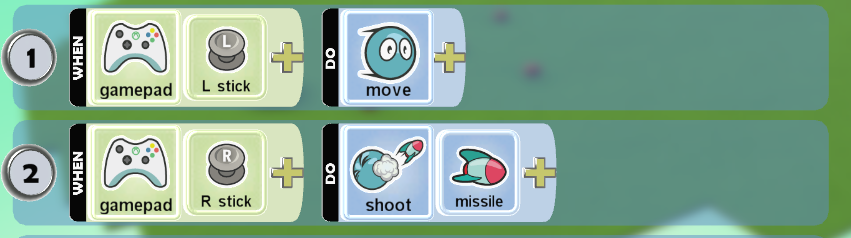 1 WHEN gamepad L stick DO move
2 WHEN gamepad R stick DO shoot missile